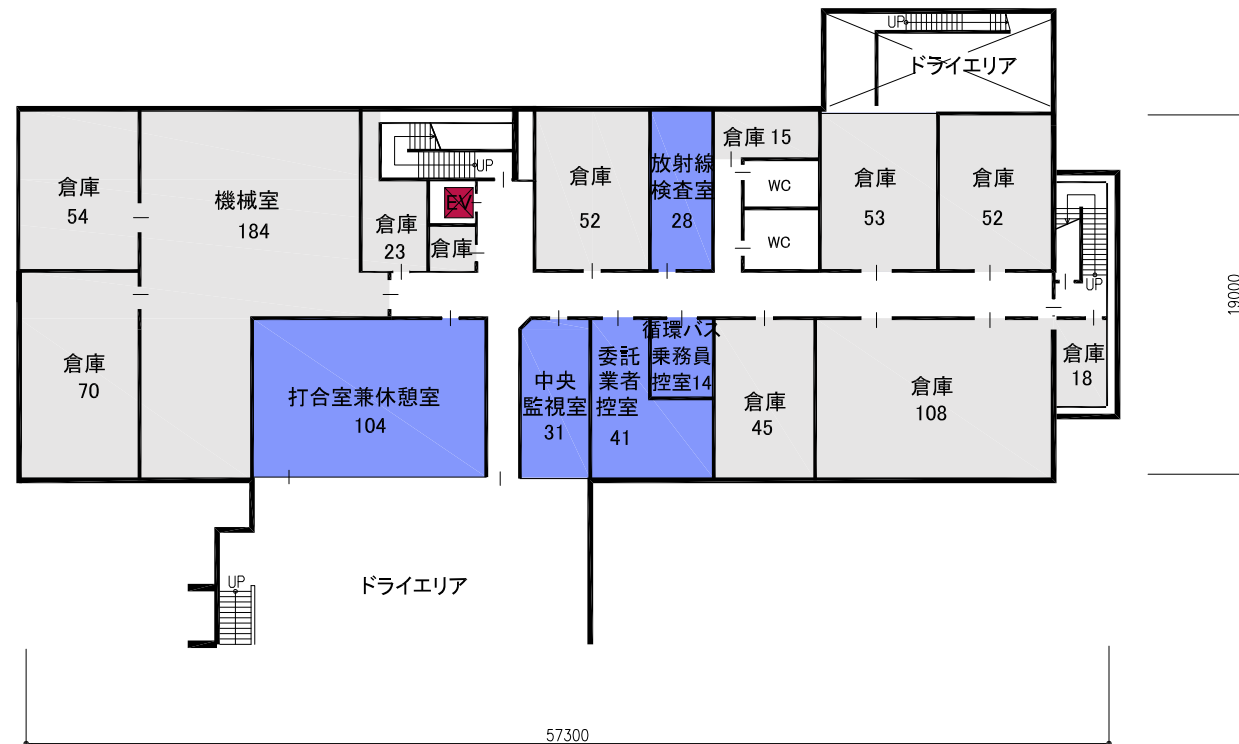 UP
ドライエリア
倉庫
54
機械室
184
倉庫
23
UP
EV
倉庫
倉庫
52
放射線
検査室
28
倉庫 15
WC
WC
倉庫
53
倉庫
52
UP
倉庫
70
打合室兼休憩室
104
中央
監視室
31
委託
業者
控室
41
循環バス
乗務員
控室14
倉庫
45
倉庫
108
倉庫
18
19000
UP
ドライエリア
57300